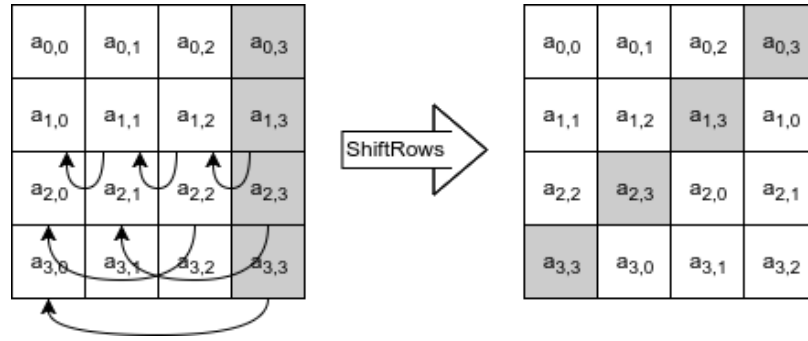 a0,0 a0,1 a0,2 a0,3
a1,0 a1,1 a1,2 a1,3
a2,0 a2,1 a2,2 a2,3
a3,0 a3,1 a3,2 a3,3
ShiftRows
a0,0 a0,1 a0,2 a0,3
a1,1 a1,2 a1,3 a1,0
a2,2 a2,3 a2,0 a2,1
a3,3 a3,0 a3,1 a3,2